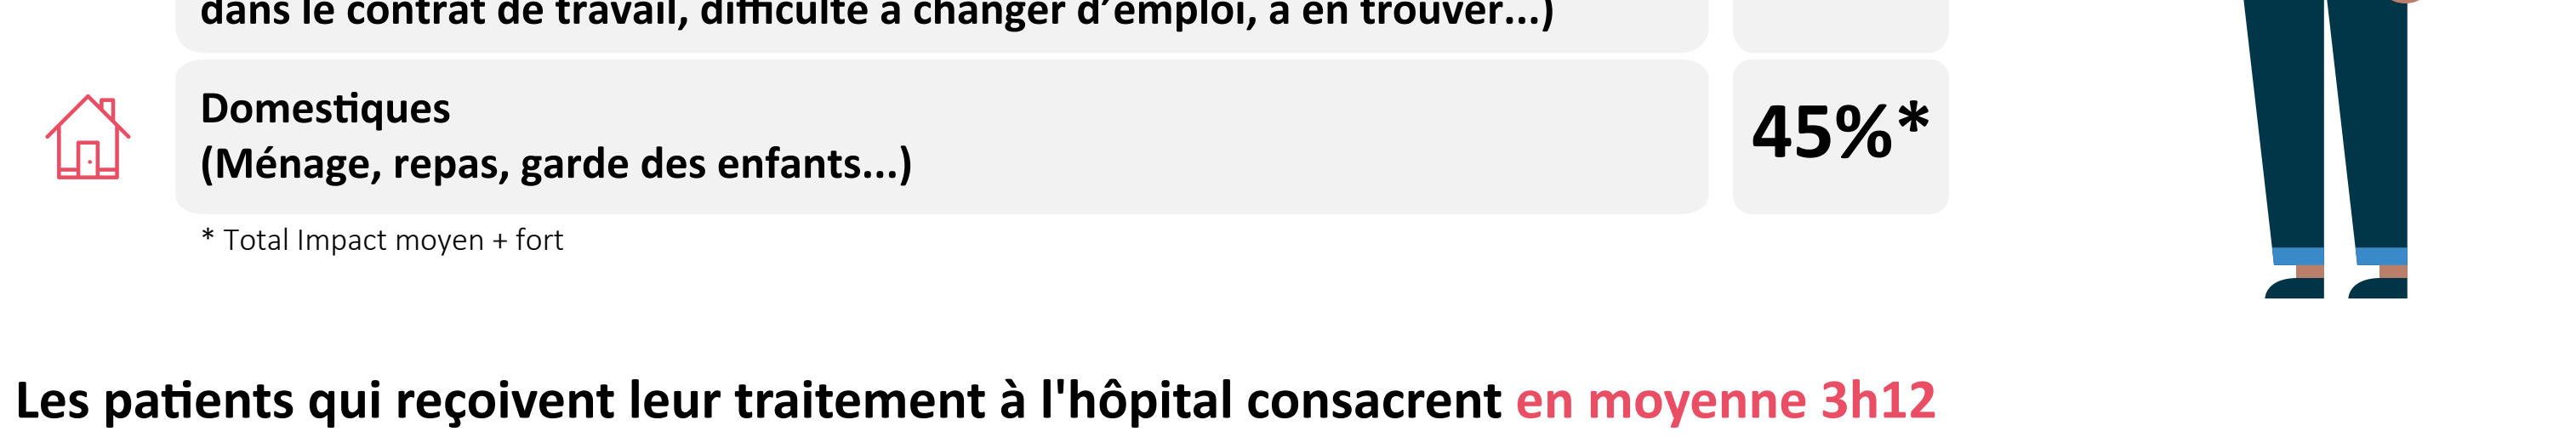 dans le contrat de travail, difficulté à changer d'emploi, à en trouver...)
Domestiques
(Ménage, repas, garde des enfants...)
45%*
* Total Impact moyen + fort
Les patients qui reçoivent leur traitement à l'hôpital consacrent en moyenne 3h12